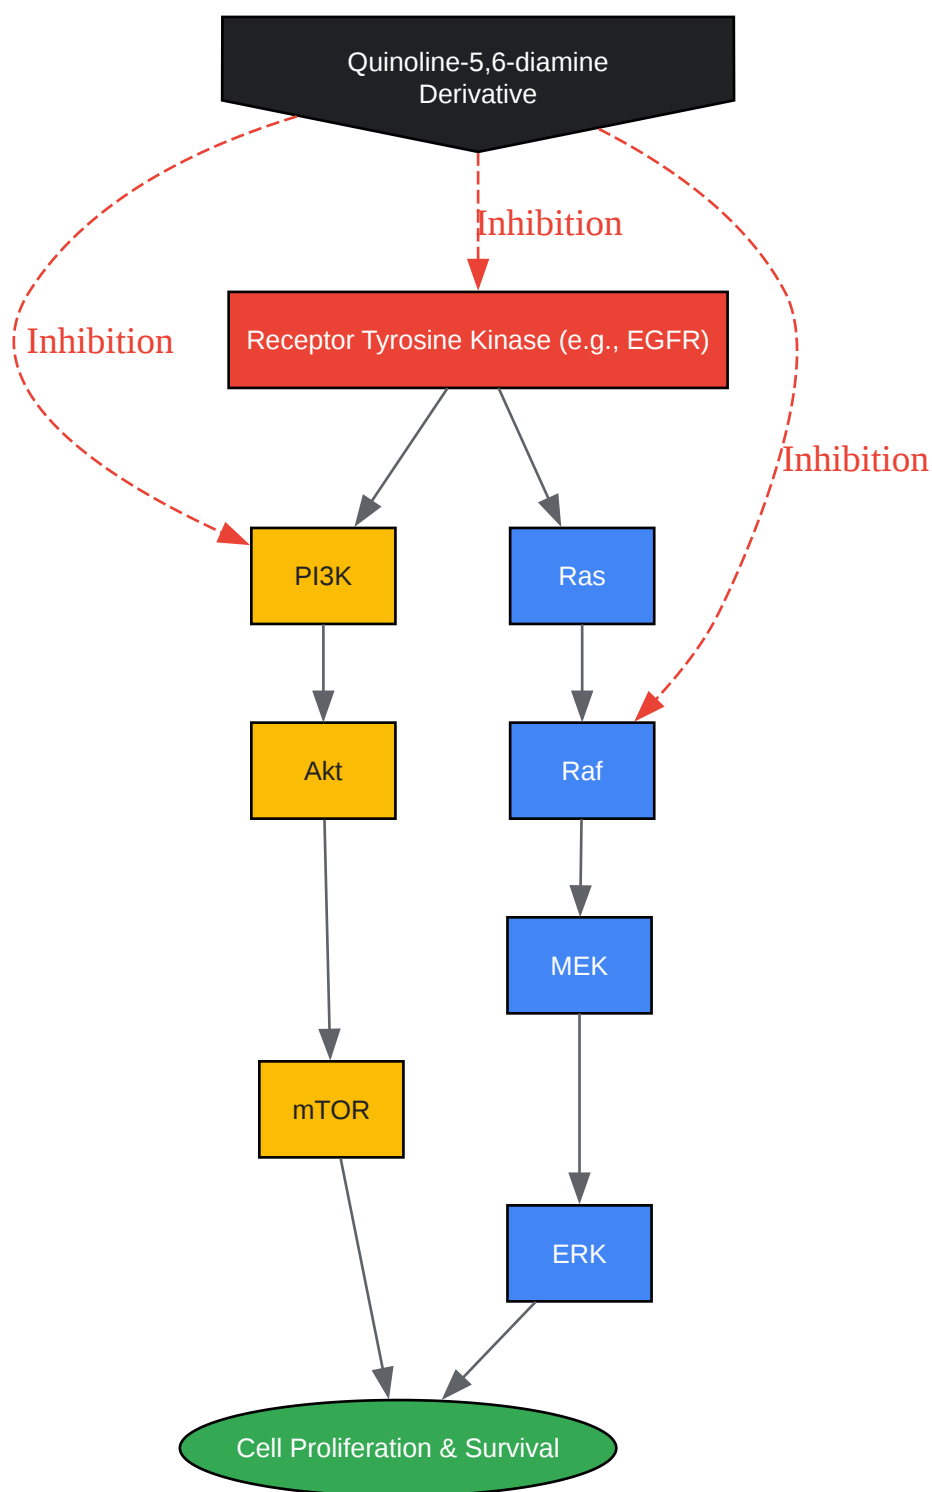 Quinoline-5,6-diamine
Derivative
Inhibition
Receptor Tyrosine Kinase (e.g., EGFR)
Inhibition
Inhibition
PI3K
Ras
Akt
Raf
MEK
mTOR
ERK
Cell Proliferation & Survival